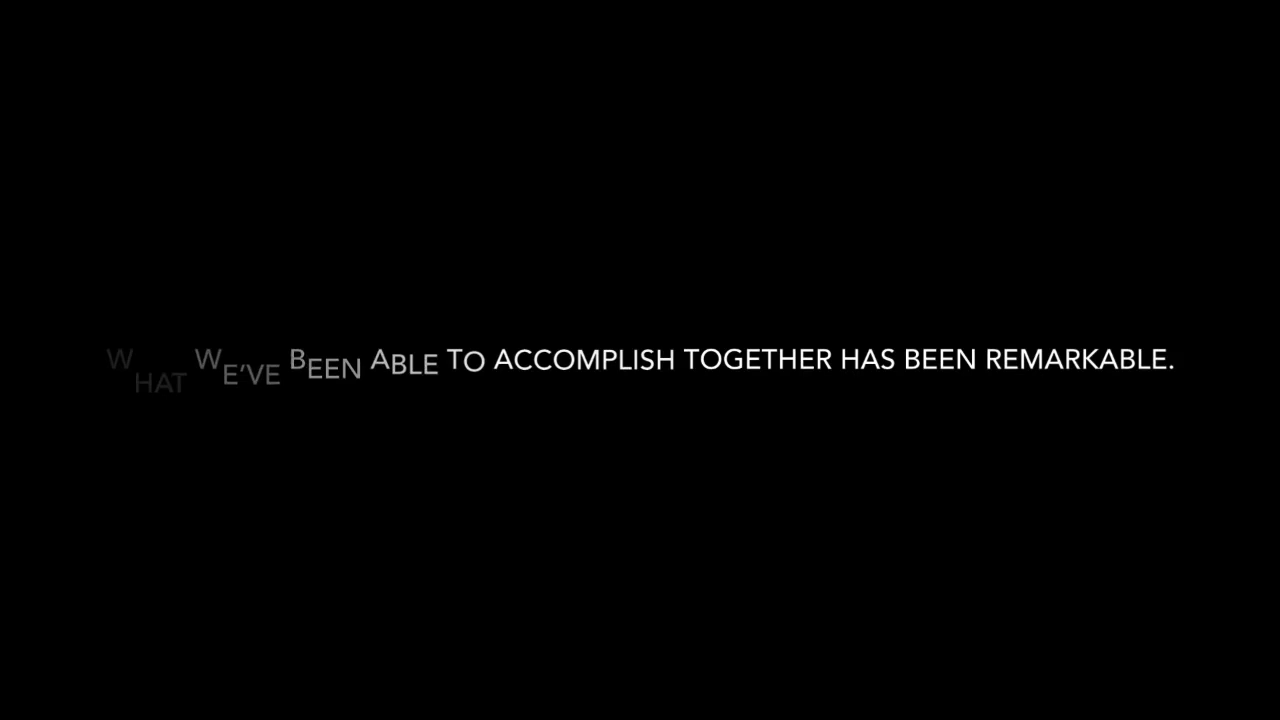 WHAT WE'VE BEEN ABLE TO ACCOMPLISH TOGETHER HAS BEEN REMARKABLE.